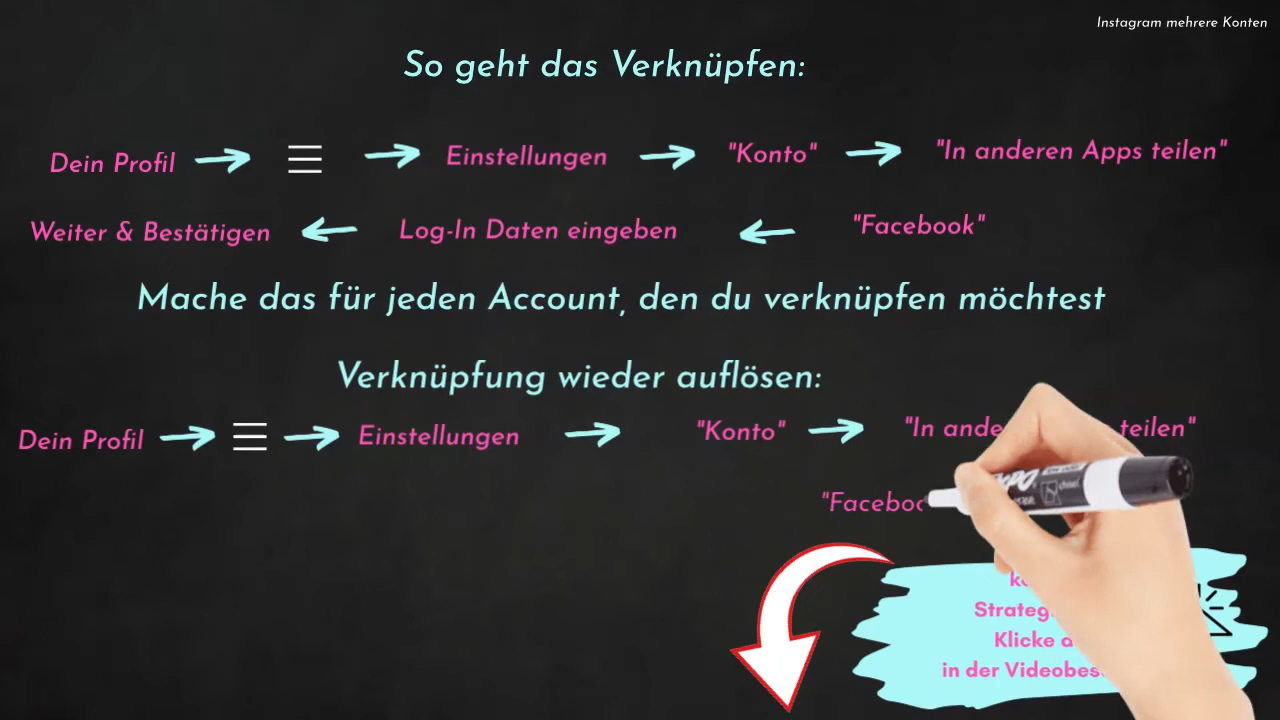 Instagram mehrere Konten
So geht das Verknüpfen:
Dein Profil Einstellungen "Konto" "In anderen Apps teilen"
Weiter & Bestätigen Log-In Daten eingeben "Facebook"
Mache das für jeden Account, den du verknüpfen möchtest
Verknüpfung wieder auflösen:
Dein Profil Einstellungen "Konto" "In teilen"
chisel
Klicke
in der